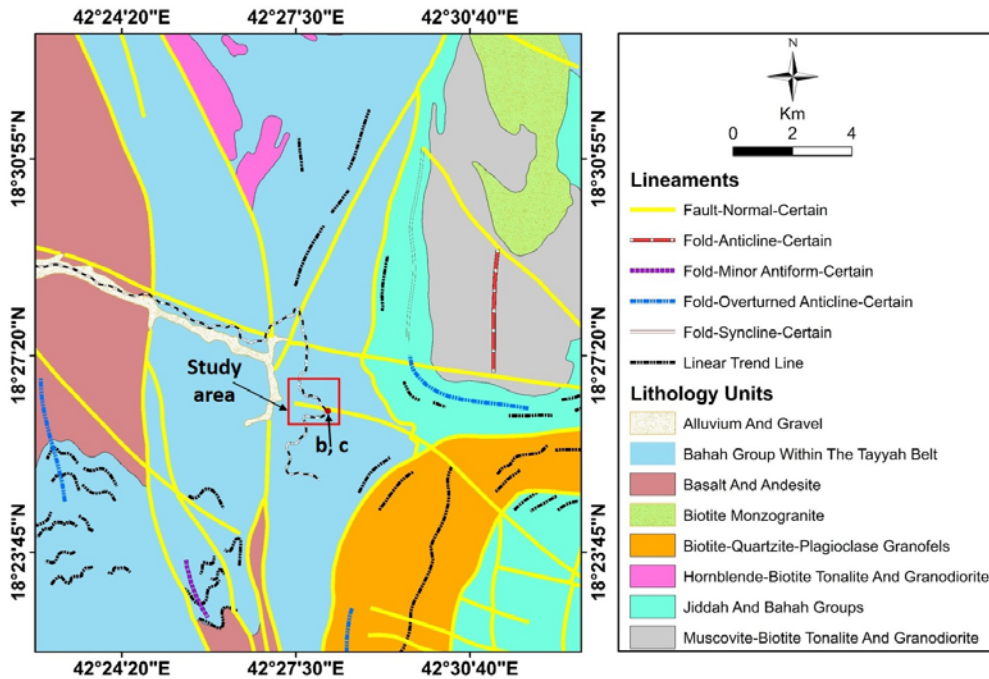 42°24'20"E 42°27'30"E 42°30'40"E
18°30'55"N 18°30'55"N
18°27'20"N 18°27'20"N
18°23'45"N 18°23'45"N
Study
area
b, c
42°24'20"E 42°27'30"E 42°30'40"E
N
Km
0 2 4
Lineaments
Fault-Normal-Certain
Fold-Anticline-Certain
Fold-Minor Antiform-Certain
Fold-Overturned Anticline-Certain
Fold-Syncline-Certain
Linear Trend Line
Lithology Units
Alluvium And Gravel
Bahah Group Within The Tayyah Belt
Basalt And Andesite
Biotite Monzogranite
Biotite-Quartzite-Plagioclase Granofels
Hornblende-Biotite Tonalite And Granodiorite
Jiddah And Bahah Groups
Muscovite-Biotite Tonalite And Granodiorite